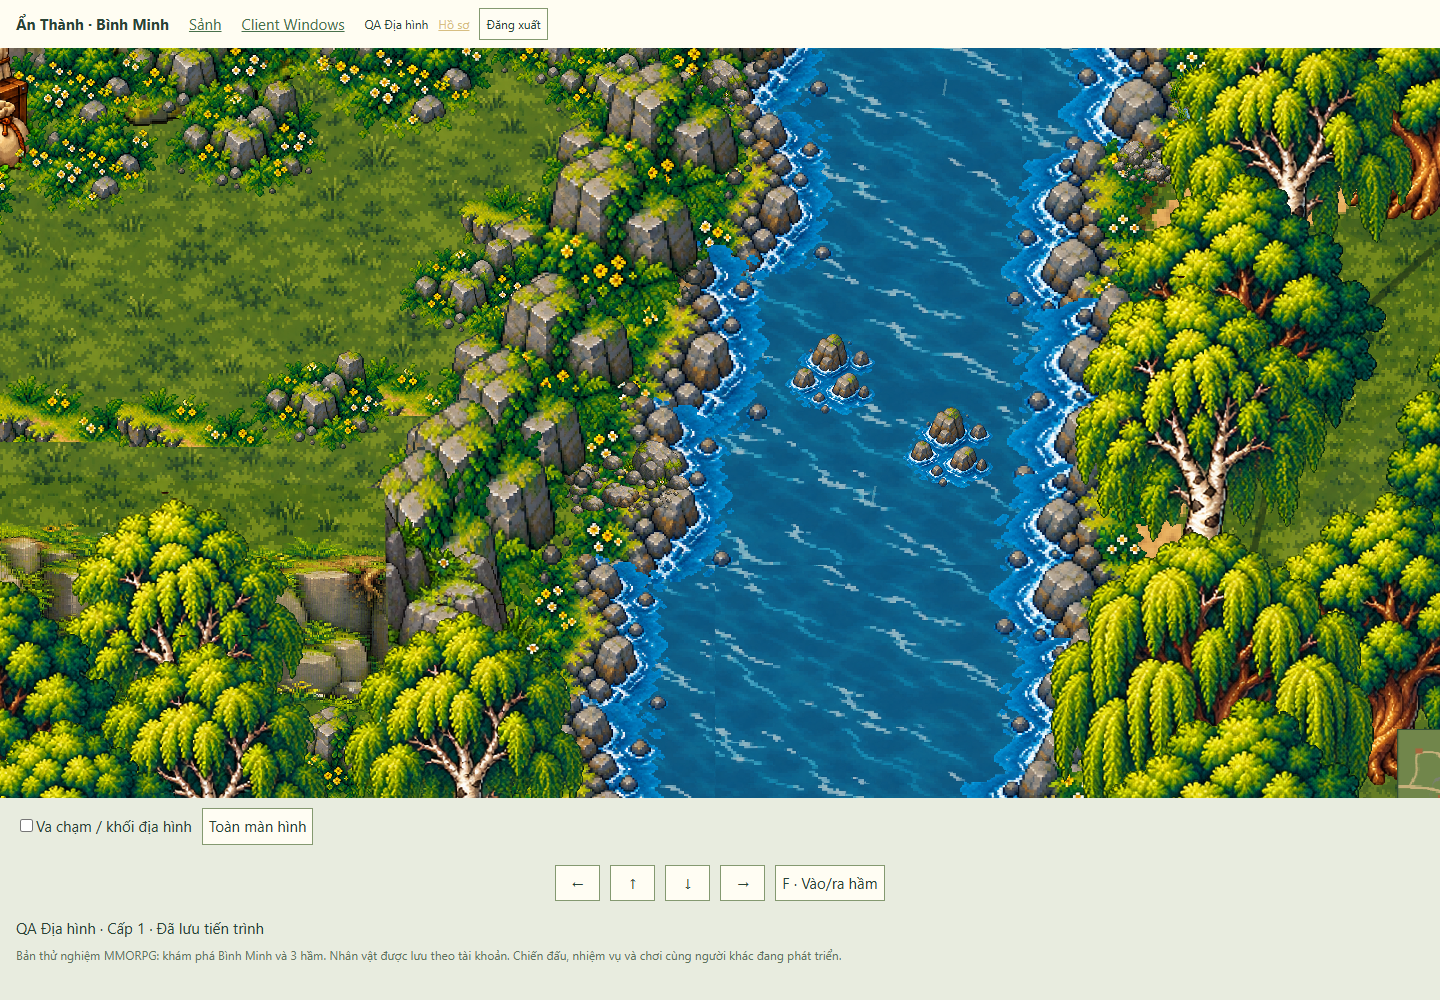 Ẩn Thành · Bình Minh Sảnh Client Windows QA Địa hình Hồ sơ Đăng xuất
Va chạm / khối địa hình Toàn màn hình
← ↑ ↓ → F · Vào/ra hầm
QA Địa hình · Cấp 1 · Đã lưu tiến trình
Bản thử nghiệm MMORPG: khám phá Bình Minh và 3 hầm. Nhân vật được lưu theo tài khoản. Chiến đấu, nhiệm vụ và chơi cùng người khác đang phát triển.